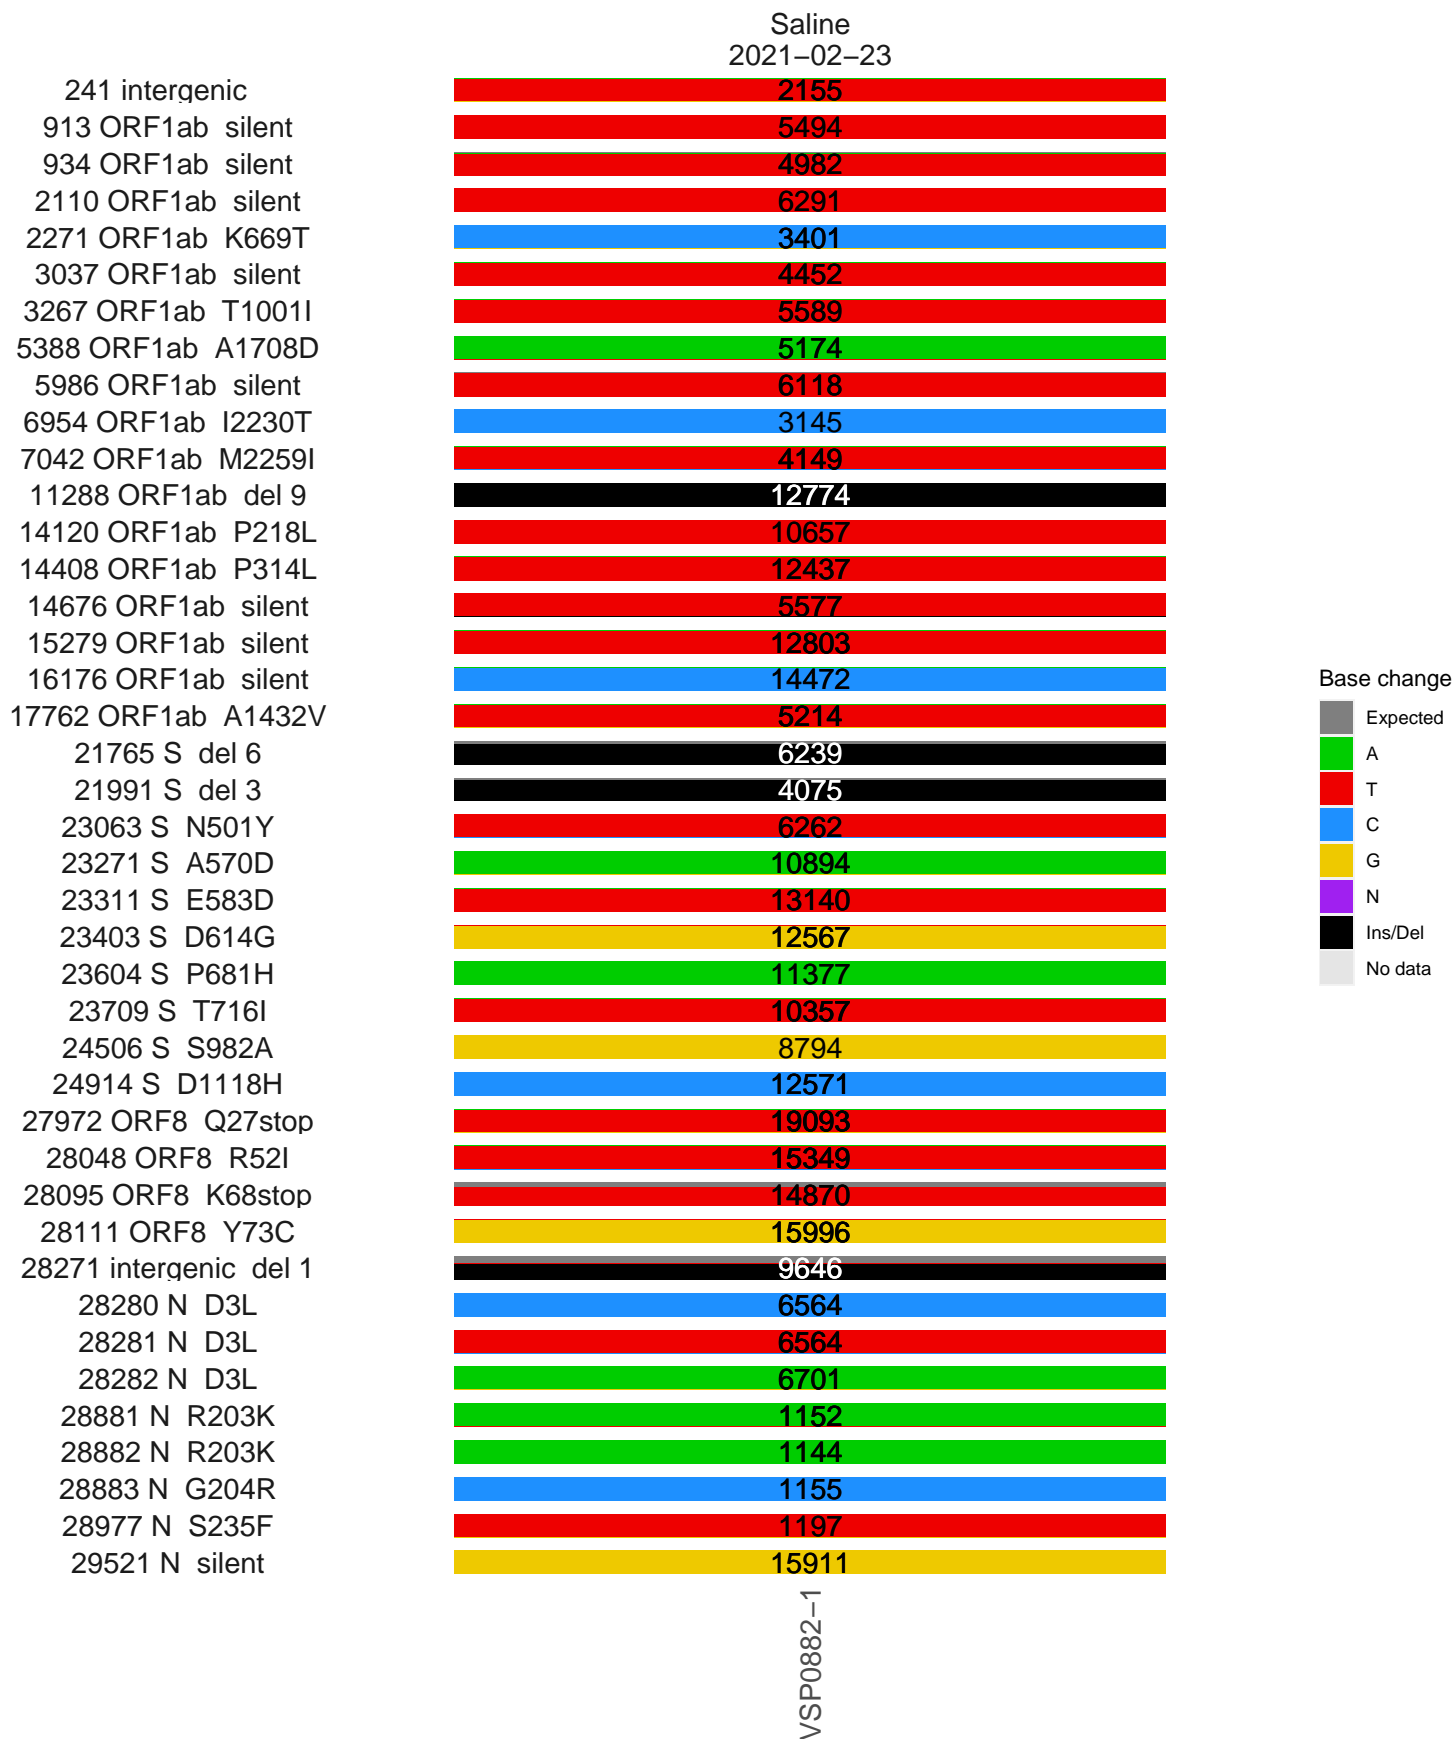 Saline
2021−02−23
241 intergenic 2155
913 ORF1ab silent 5494
934 ORF1ab silent 4982
2110 ORF1ab silent 6291
2271 ORF1ab K669T 3401
3037 ORF1ab silent 4452
3267 ORF1ab T1001I 5589
5388 ORF1ab A1708D 5174
5986 ORF1ab silent 6118
6954 ORF1ab I2230T 3145
7042 ORF1ab M2259I 4149
11288 ORF1ab del 9 12774
14120 ORF1ab P218L 10657
14408 ORF1ab P314L 12437
14676 ORF1ab silent 5577
15279 ORF1ab silent 12803
16176 ORF1ab silent 14472
17762 ORF1ab A1432V 5214
21765 S del 6 6239
21991 S del 3 4075
23063 S N501Y 6262
23271 S A570D 10894
23311 S E583D 13140
23403 S D614G 12567
23604 S P681H 11377
23709 S T716I 10357
24506 S S982A 8794
24914 S D1118H 12571
27972 ORF8 Q27stop 19093
28048 ORF8 R52I 15349
28095 ORF8 K68stop 14870
28111 ORF8 Y73C 15996
28271 intergenic del 1 9646
28280 N D3L 6564
28281 N D3L 6564
28282 N D3L 6701
28881 N R203K 1152
28882 N R203K 1144
28883 N G204R 1155
28977 N S235F 1197
29521 N silent 15911
VSP0882−1
Base change
Expected
A
T
C
G
N
Ins/Del
No data